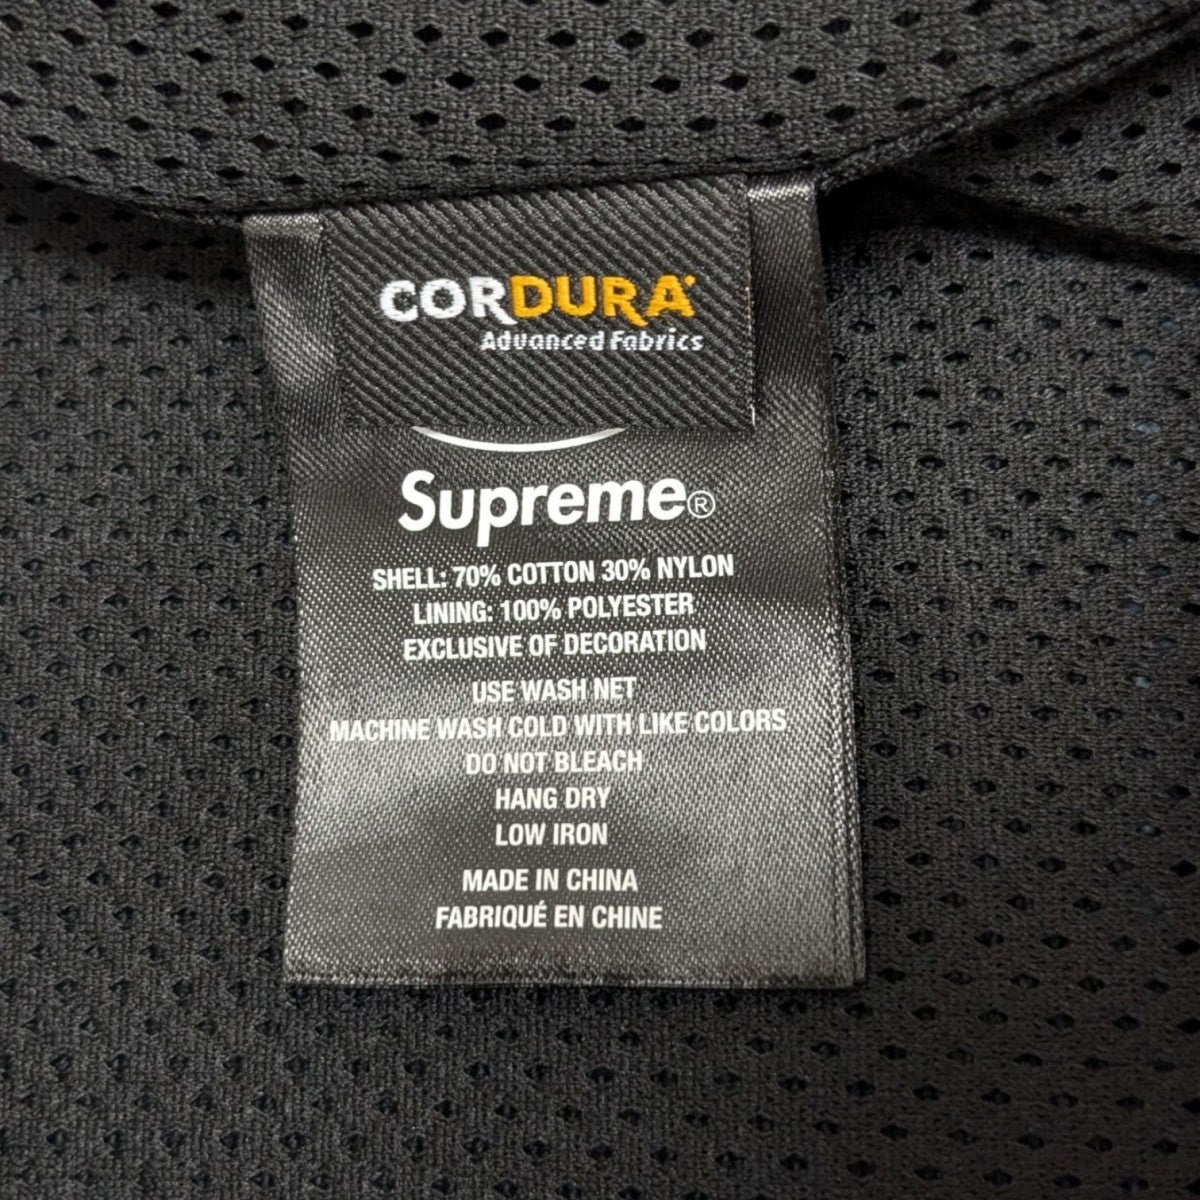 CORDURA
Advanced Fabrics
Supreme®
SHELL: 70% COTTON 30% NYLON
LINING: 100% POLYESTER
EXCLUSIVE OF DECORATION
USE WASH NET
MACHINE WASH COLD WITH LIKE COLORS
DO NOT BLEACH
HANG DRY
LOW IRON
MADE IN CHINA
FABRIQUÉ EN CHINE